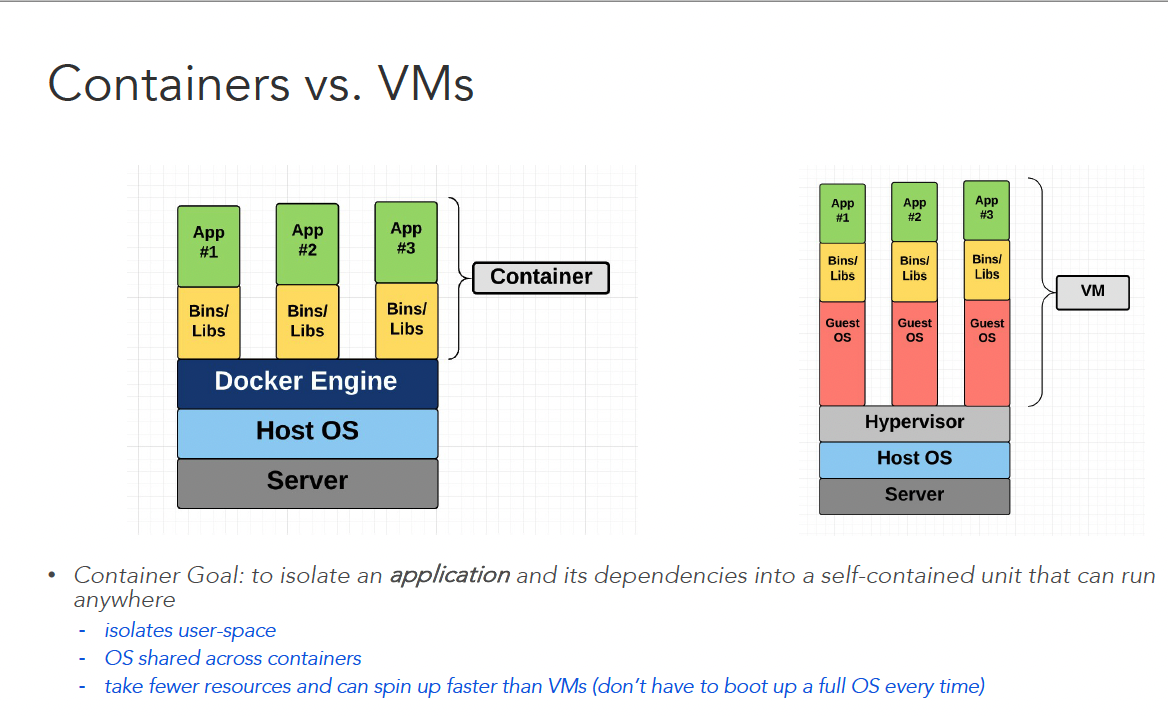 Containers vs. VMs
App
#1
App
#2
App
#3
Bins/
Libs
Bins/
Libs
Bins/
Libs
Container
Docker Engine
Host OS
Server
App
#1
App
#2
App
#3
Bins/
Libs
Bins/
Libs
Bins/
Libs
Guest
OS
Guest
OS
Guest
OS
VM
Hypervisor
Host OS
Server
• Container Goal: to isolate an application and its dependencies into a self-contained unit that can run
anywhere
- isolates user-space
- OS shared across containers
- take fewer resources and can spin up faster than VMs (don’t have to boot up a full OS every time)